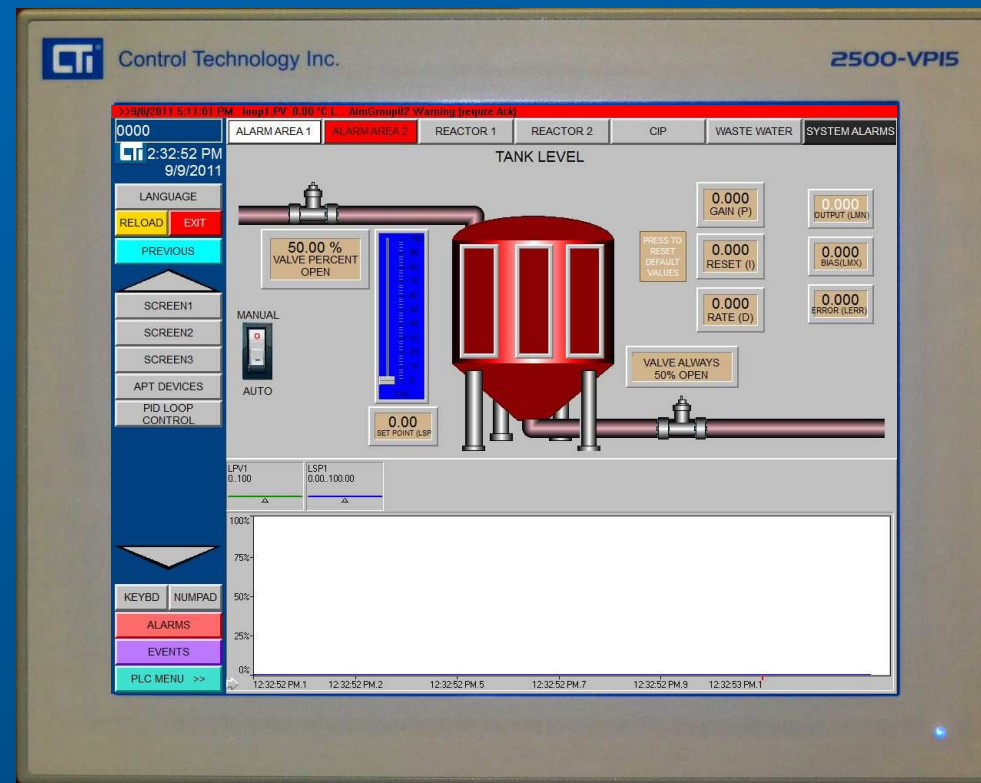 CTi Control Technology Inc.
2500-VPI5
>>9/8/2011 5:11:01 PM loop1.PV 0.00 °C L AlmGroup02 Warning (requre Ack)
0000
ALARM AREA 1
ALARM AREA 2
REACTOR 1
REACTOR 2
CIP
WASTE WATER
SYSTEM ALARMS
CTi 2:32:52 PM
9/9/2011
TANK LEVEL
LANGUAGE
RELOAD
EXIT
PREVIOUS
SCREEN1
SCREEN2
SCREEN3
APT DEVICES
PID LOOP
CONTROL
50.00 %
VALVE PERCENT
OPEN
MANUAL
AUTO
0.00
SET POINT (LSP
PRESS TO
RESET
DEFAULT
VALUES
0.000
GAIN (P)
0.000
RESET (I)
0.000
RATE (D)
0.000
OUTPUT (LMN)
0.000
BIAS(LMX)
0.000
ERROR (LERR)
VALVE ALWAYS
50% OPEN
LPV1
0..100
LSP1
0.00..100.00
100%
75%
50%
25%
0%
12:32:52 PM.1
12:32:52 PM.2
12:32:52 PM.5
12:32:52 PM.7
12:32:52 PM.9
12:32:53 PM.1
KEYBD
NUMPAD
ALARMS
EVENTS
PLC MENU >>